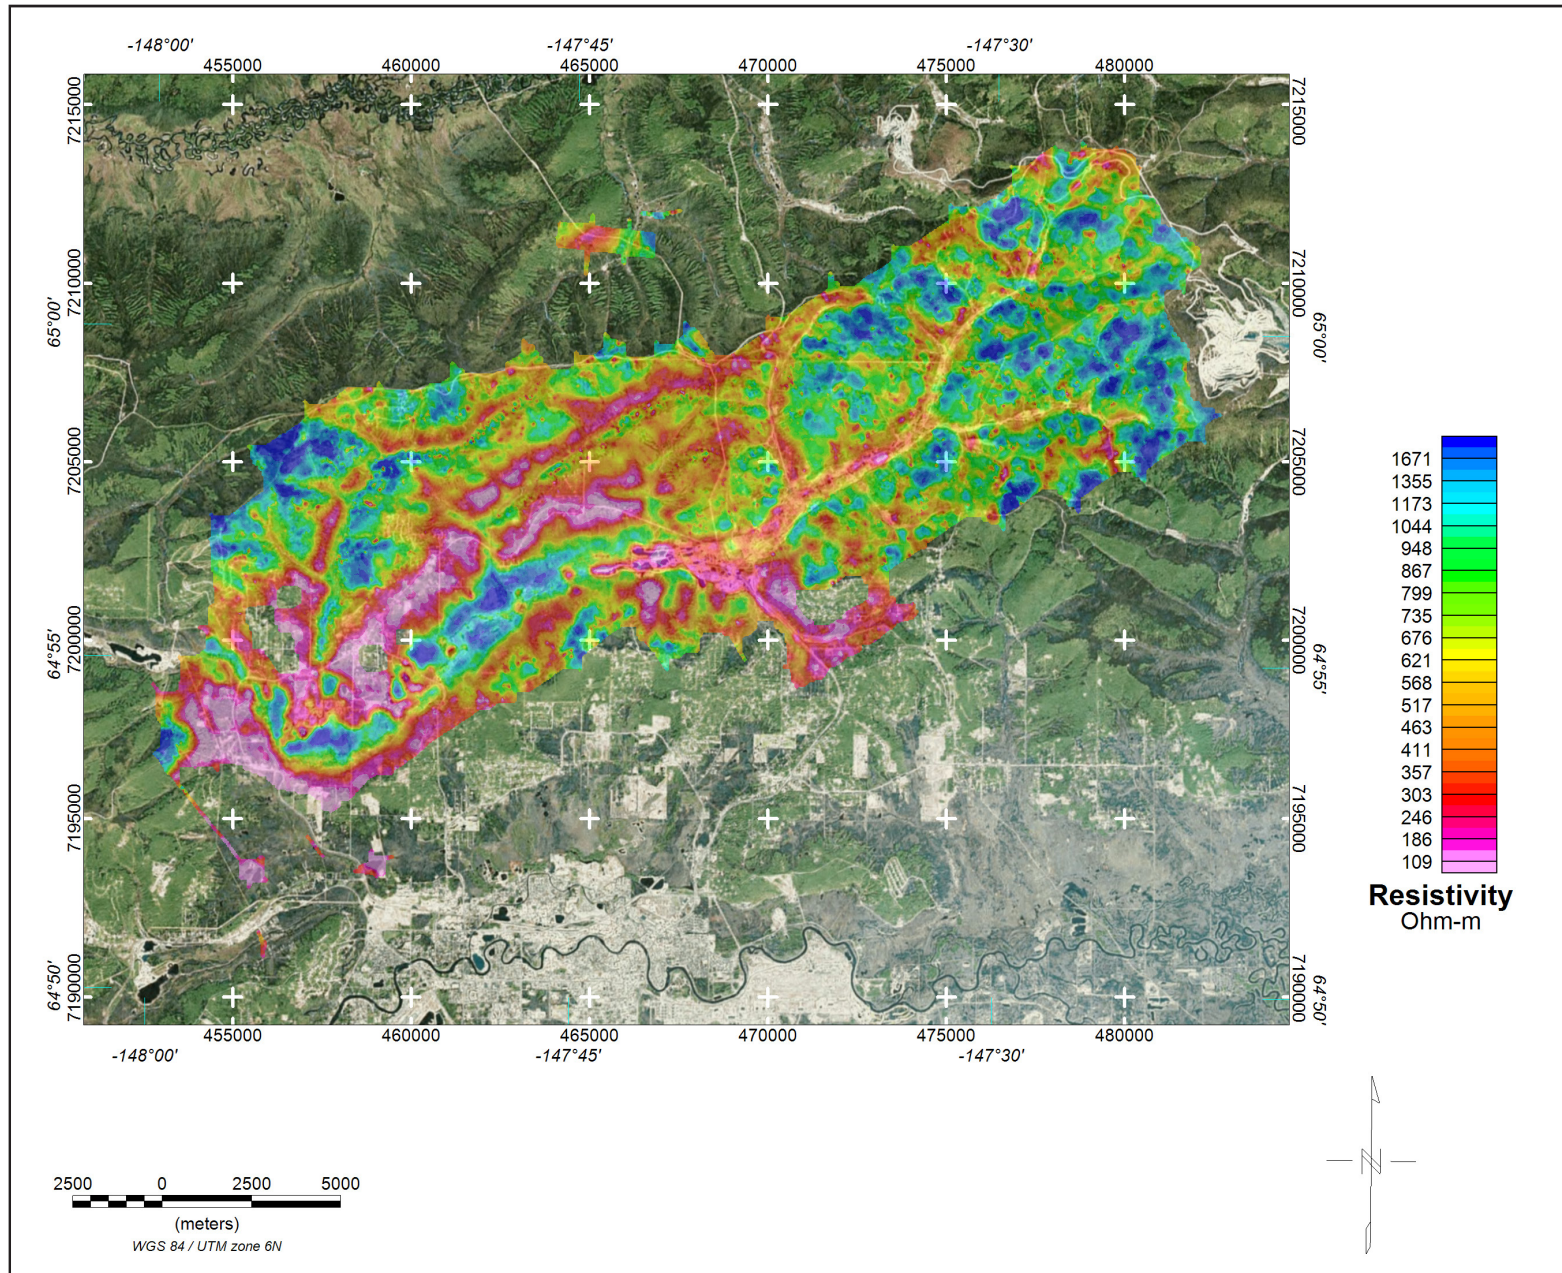 -148°00' -147°45' -147°30'
455000 460000 465000 470000 475000 480000
7215000 7215000
7210000 7210000
65°00' 65°00'
7205000 7205000
64°55' 7200000 7200000 64°55'
7195000 7195000
64°50' 7190000 7190000 64°50'
455000 460000 465000 470000 475000 480000
-148°00' -147°45' -147°30'
1671
1355
1173
1044
948
867
799
735
676
621
568
517
463
411
357
303
246
186
109
Resistivity
Ohm-m
N
2500 0 2500 5000
(meters)
WGS 84 / UTM zone 6N